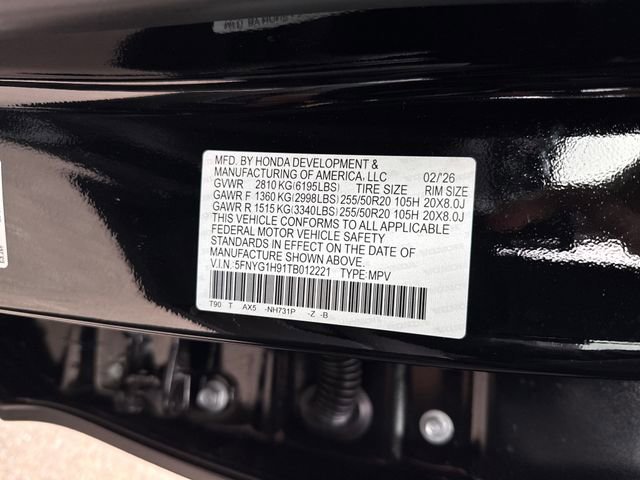 MFD. BY HONDA DEVELOPMENT &
MANUFACTURING OF AMERICA, LLC 02/'26
GVWR 2810 KG(6195LBS) TIRE SIZE RIM SIZE
GAWR F 1360 KG(2998LBS) 255/50R20 105H 20X8.0J
GAWR R 1515 KG(3340LBS) 255/50R20 105H 20X8.0J
THIS VEHICLE CONFORMS TO ALL APPLICABLE
FEDERAL MOTOR VEHICLE SAFETY
STANDARDS IN EFFECT ON THE DATE OF
MANUFACTURE SHOWN ABOVE.
V.I.N. 5FNYG1H91TB012221 TYPE: MPV
T90 T AX5 -NH731P -Z -B